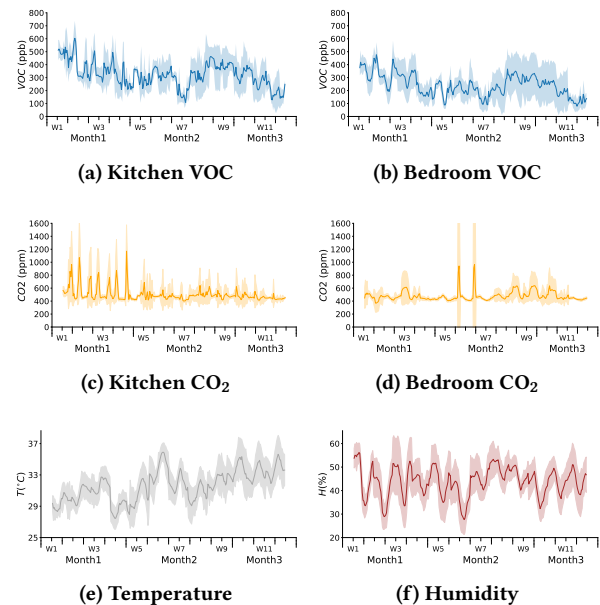 800
700
600
500
400
300
200
100
0
VOC (ppb)
W1 W3 W5 W7 W9 W11
Month1 Month2 Month3
(a) Kitchen VOC
800
700
600
500
400
300
200
100
0
VOC (ppb)
W1 W3 W5 W7 W9 W11
Month1 Month2 Month3
(b) Bedroom VOC
1600
1400
1200
1000
800
600
400
200
0
CO2 (ppm)
W1 W3 W5 W7 W9 W11
Month1 Month2 Month3
(c) Kitchen CO₂
1600
1400
1200
1000
800
600
400
200
0
CO2 (ppm)
W1 W3 W5 W7 W9 W11
Month1 Month2 Month3
(d) Bedroom CO₂
37
33
29
25
T(°C)
W1 W3 W5 W7 W9 W11
Month1 Month2 Month3
(e) Temperature
60
50
40
30
20
H(%)
W1 W3 W5 W7 W9 W11
Month1 Month2 Month3
(f) Humidity